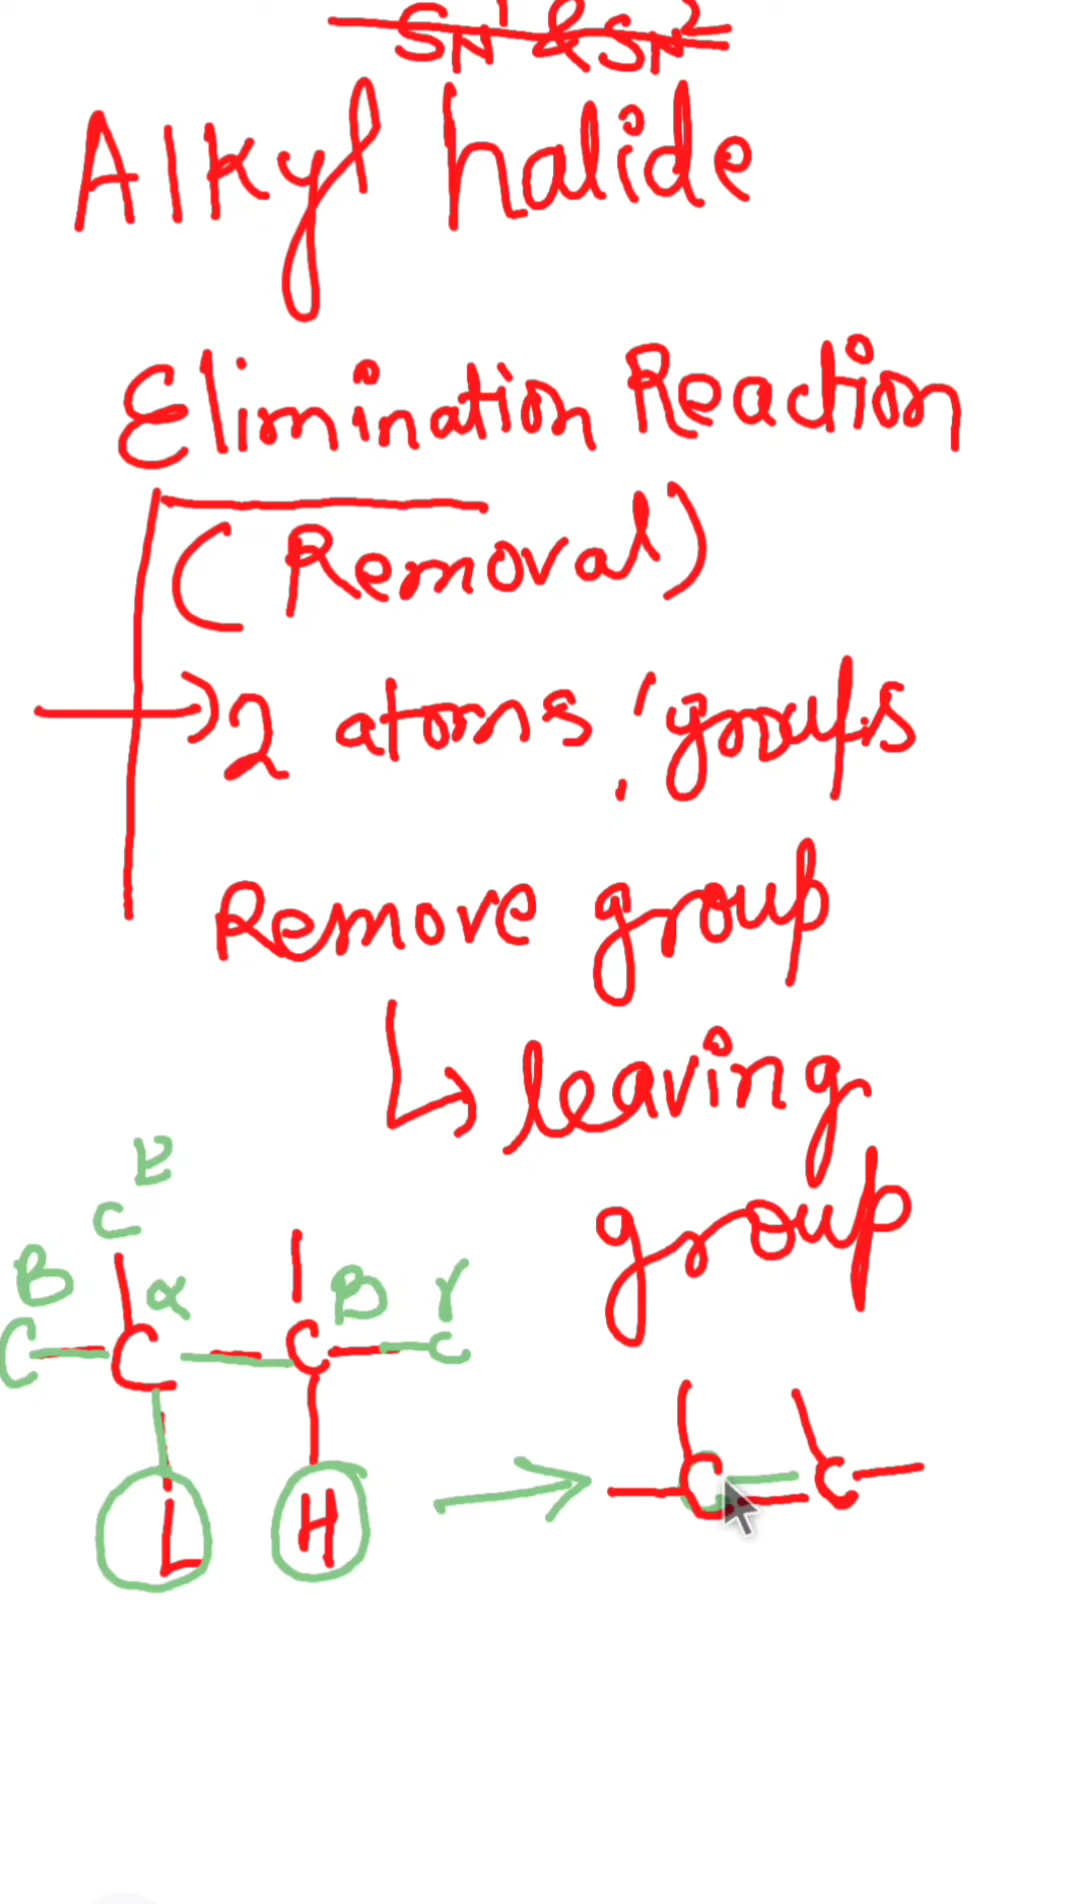 SN1 & SN2
Alkyl halide
Elimination Reaction
(Removal)
→ 2 atoms / groups
Remove group
↳ leaving
group
B
C
B α B γ
C—C—C—C
L H → C=C